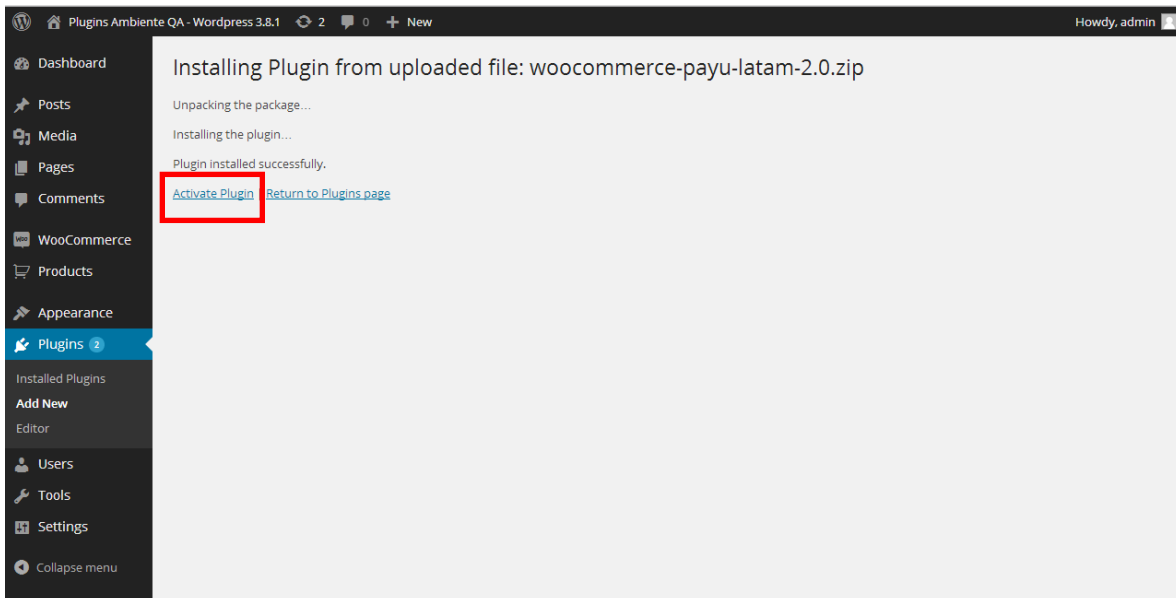 Plugins Ambiente QA - Wordpress 3.8.1 2 0 + New Howdy, admin
Dashboard
Posts
Media
Pages
Comments
WooCommerce
Products
Appearance
Plugins 2
Installed Plugins
Add New
Editor
Users
Tools
Settings
Collapse menu
Installing Plugin from uploaded file: woocommerce-payu-latam-2.0.zip
Unpacking the package…
Installing the plugin…
Plugin installed successfully.
Activate Plugin Return to Plugins page